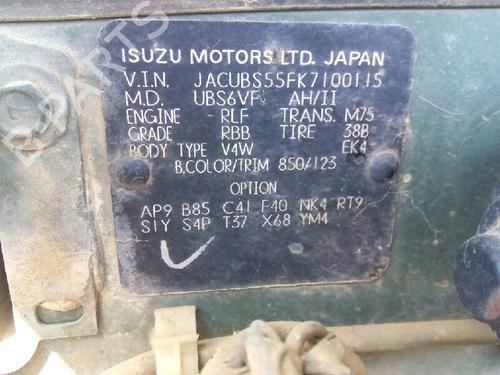 ISUZU MOTORS LTD. JAPAN
V.I.N. JACUBS55FK7100115
M.D. UBS6VF AH/II
ENGINE RLF TRANS. M75
GRADE RBB TIRE 38B
BODY TYPE V4W EK4
B.COLOR/TRIM 850/123
OPTION
AP9 B85 C41 F40 NK4 RT9
S1Y S4P T37 X68 YM4